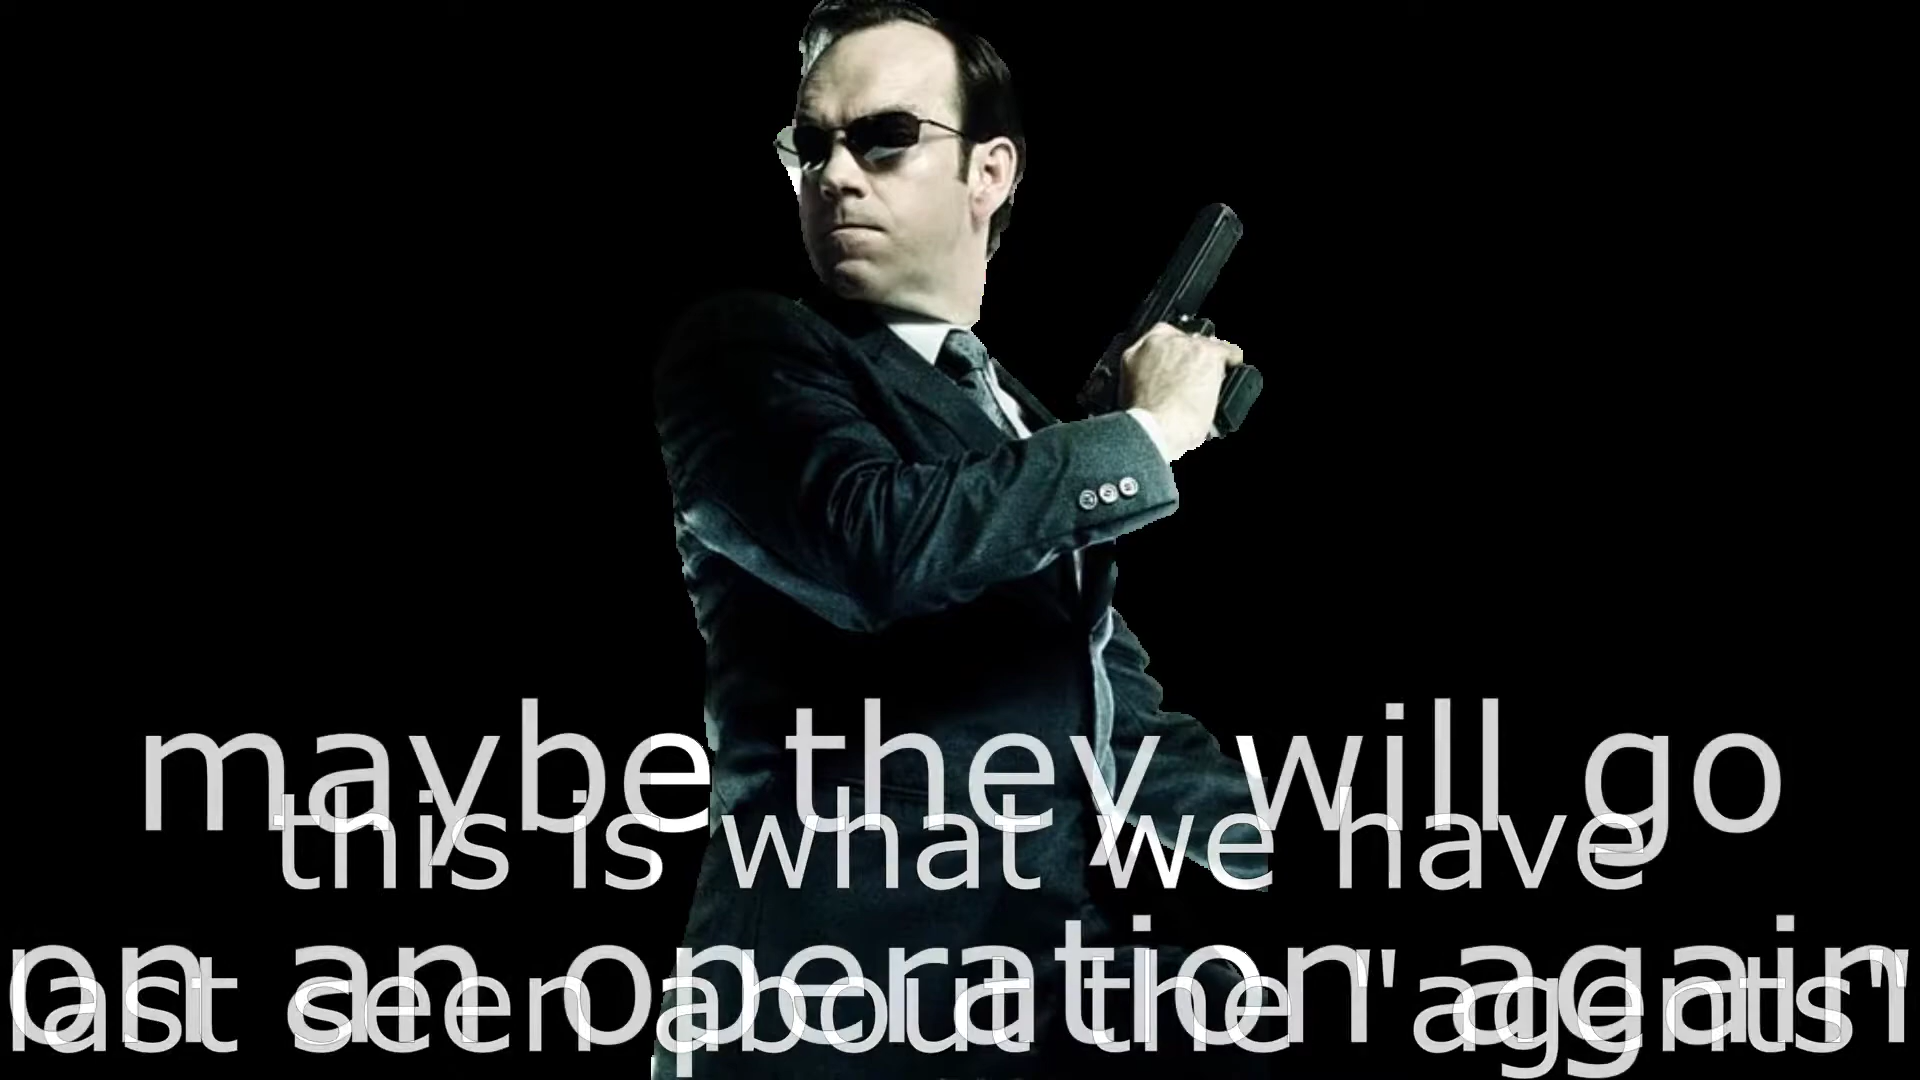 maybe they will go
on an operation again
this is what we have
last seen about the "agents"